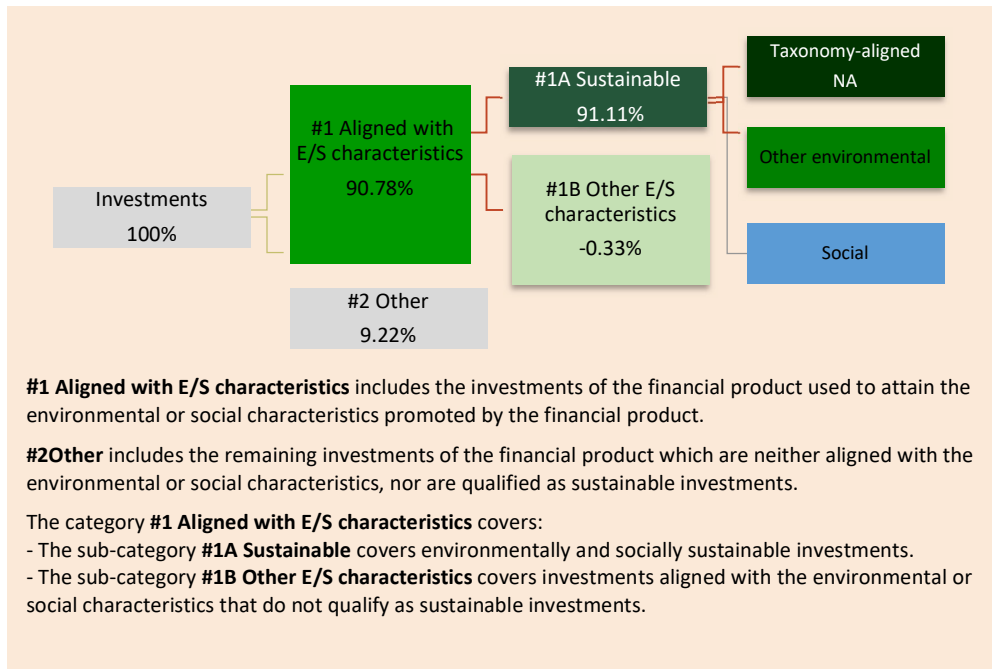 Investments
100%
#1 Aligned with
E/S characteristics
90.78%
#2 Other
9.22%
#1A Sustainable
91.11%
#1B Other E/S
characteristics
-0.33%
Taxonomy-aligned
NA
Other environmental
Social
#1 Aligned with E/S characteristics includes the investments of the financial product used to attain the
environmental or social characteristics promoted by the financial product.
#2Other includes the remaining investments of the financial product which are neither aligned with the
environmental or social characteristics, nor are qualified as sustainable investments.
The category #1 Aligned with E/S characteristics covers:
- The sub-category #1A Sustainable covers environmentally and socially sustainable investments.
- The sub-category #1B Other E/S characteristics covers investments aligned with the environmental or
social characteristics that do not qualify as sustainable investments.